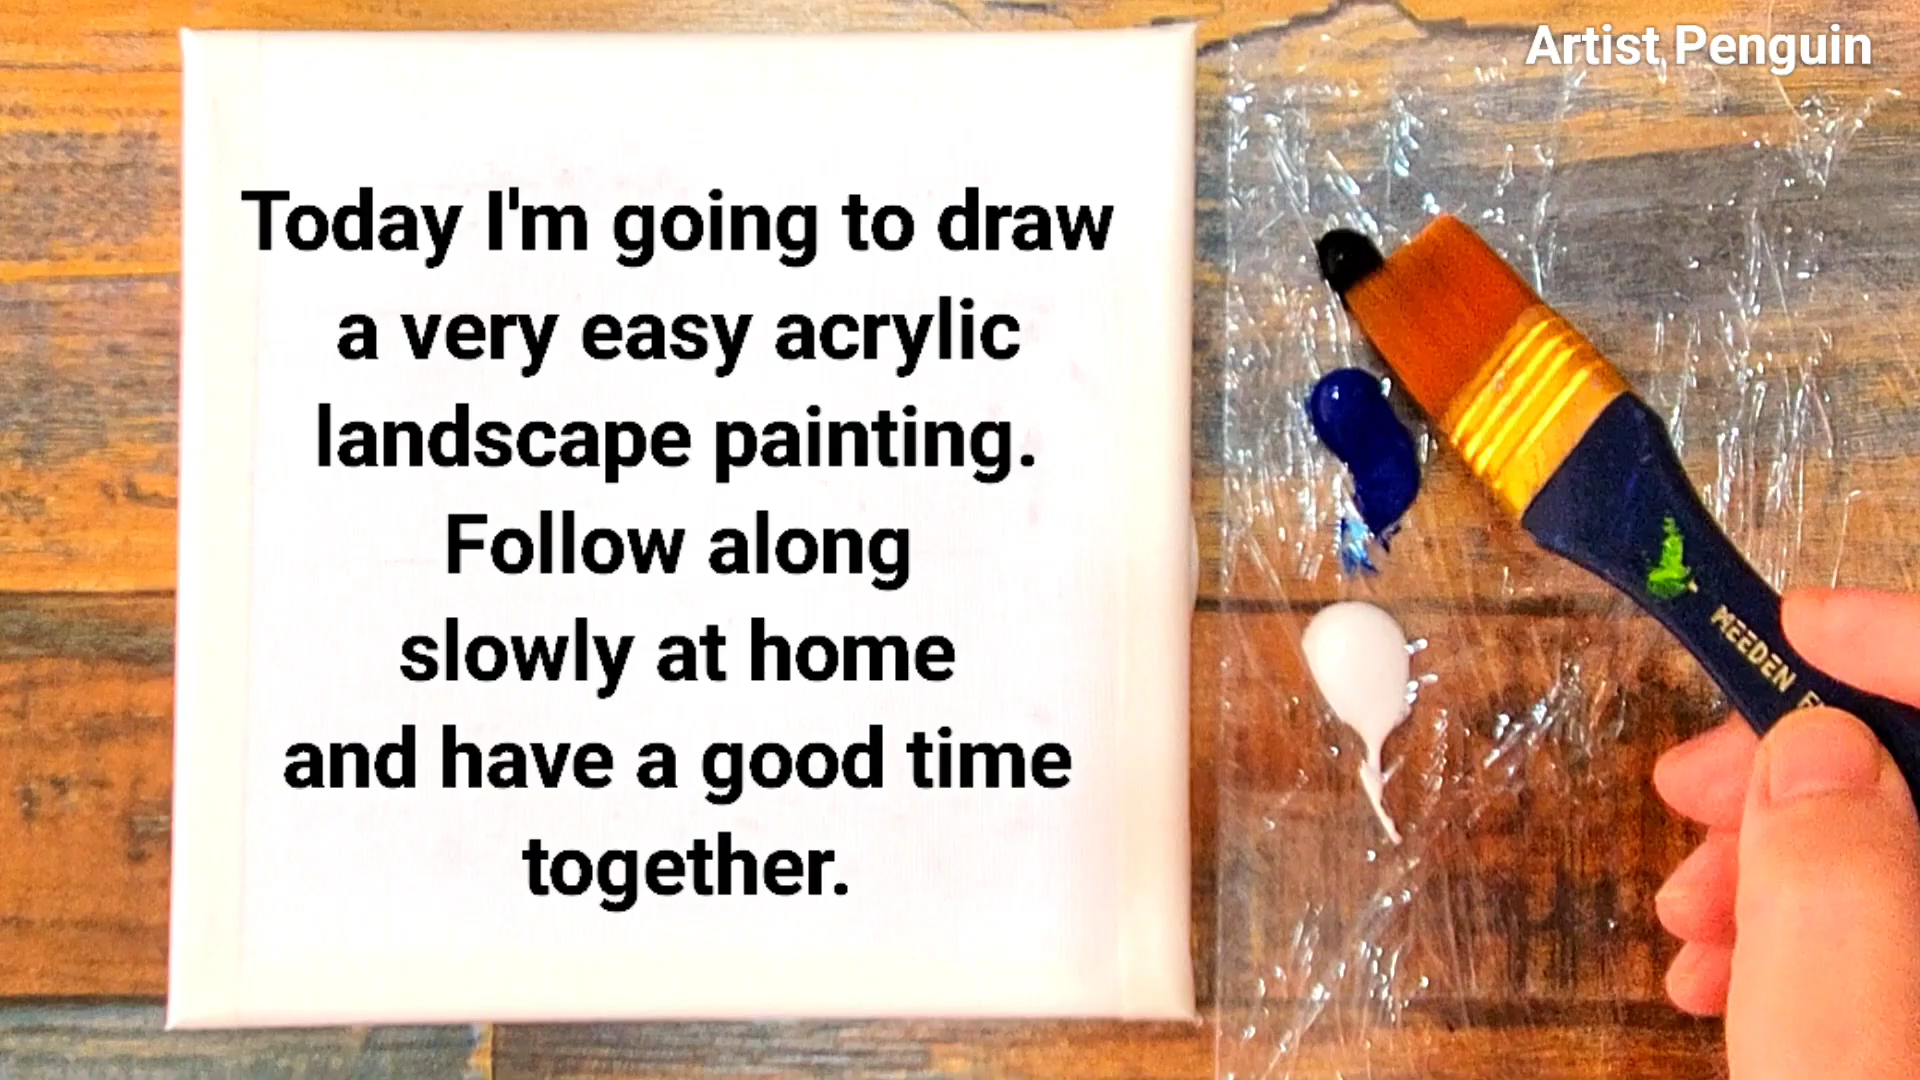 Artist Penguin
Today I'm going to draw
a very easy acrylic
landscape painting.
Follow along
slowly at home
and have a good time
together.
MEEDEN